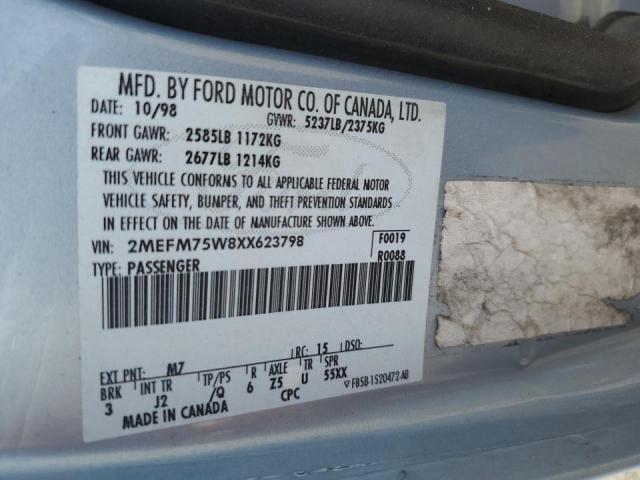 MFD. BY FORD MOTOR CO. OF CANADA, LTD.
DATE: 10/98 GVWR: 5237LB/2375KG
FRONT GAWR: 2585LB 1172KG
REAR GAWR: 2677LB 1214KG
THIS VEHICLE CONFORMS TO ALL APPLICABLE FEDERAL MOTOR
VEHICLE SAFETY, BUMPER, AND THEFT PREVENTION STANDARDS
IN EFFECT ON THE DATE OF MANUFACTURE SHOWN ABOVE.
VIN: 2MEFM75W8XX623798 F0019
TYPE: PASSENGER R0088
EXT PNT: M7 RC: 15 DSO:
BRK INT TR TP/PS R AXLE TR SPR
3 J2 /Q 6 Z5 U 55XX
MADE IN CANADA CPC ▽ F85B-1520472-AB